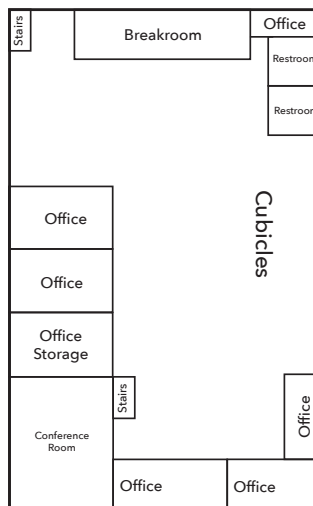 Stairs
Breakroom
Office
Restroom
Restroom
Cubicles
Office
Office
Office
Storage
Stairs
Conference
Room
Office
Office
Office